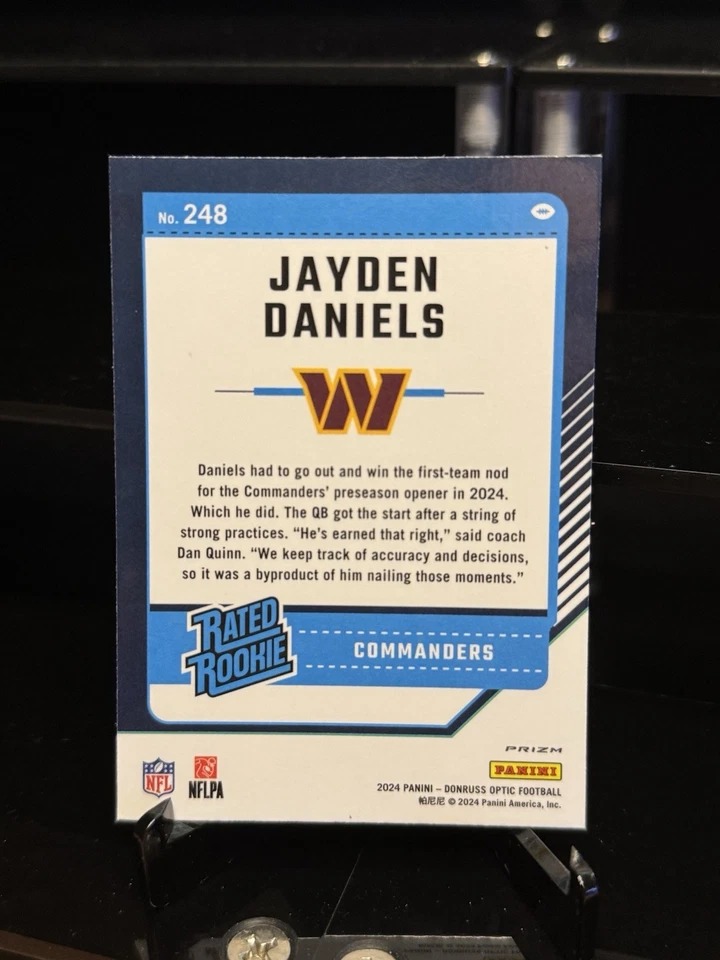 No. 248
JAYDEN
DANIELS
W
Daniels had to go out and win the first-team nod
for the Commanders' preseason opener in 2024.
Which he did. The QB got the start after a string of
strong practices. “He's earned that right,” said coach
Dan Quinn. “We keep track of accuracy and decisions,
so it was a byproduct of him nailing those moments.”
RATED
ROOKIE
COMMANDERS
PRIZM
PANINI
NFL
NFLPA
2024 PANINI – DONRUSS OPTIC FOOTBALL
帕尼尼 © 2024 Panini America, Inc.